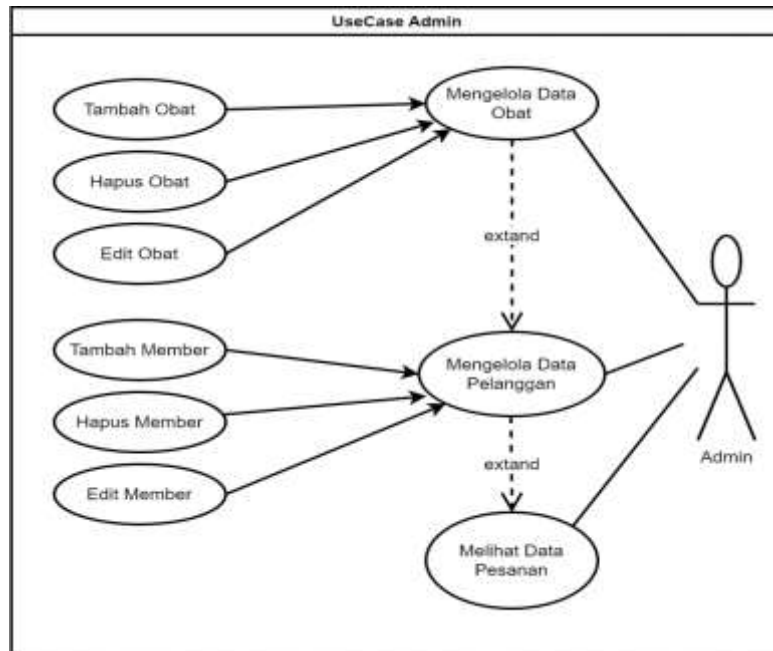 UseCase Admin
Tambah Obat
Hapus Obat
Edit Obat
Mengelola Data
Obat
extand
Tambah Member
Hapus Member
Edit Member
Mengelola Data
Pelanggan
extand
Melihat Data
Pesanan
Admin